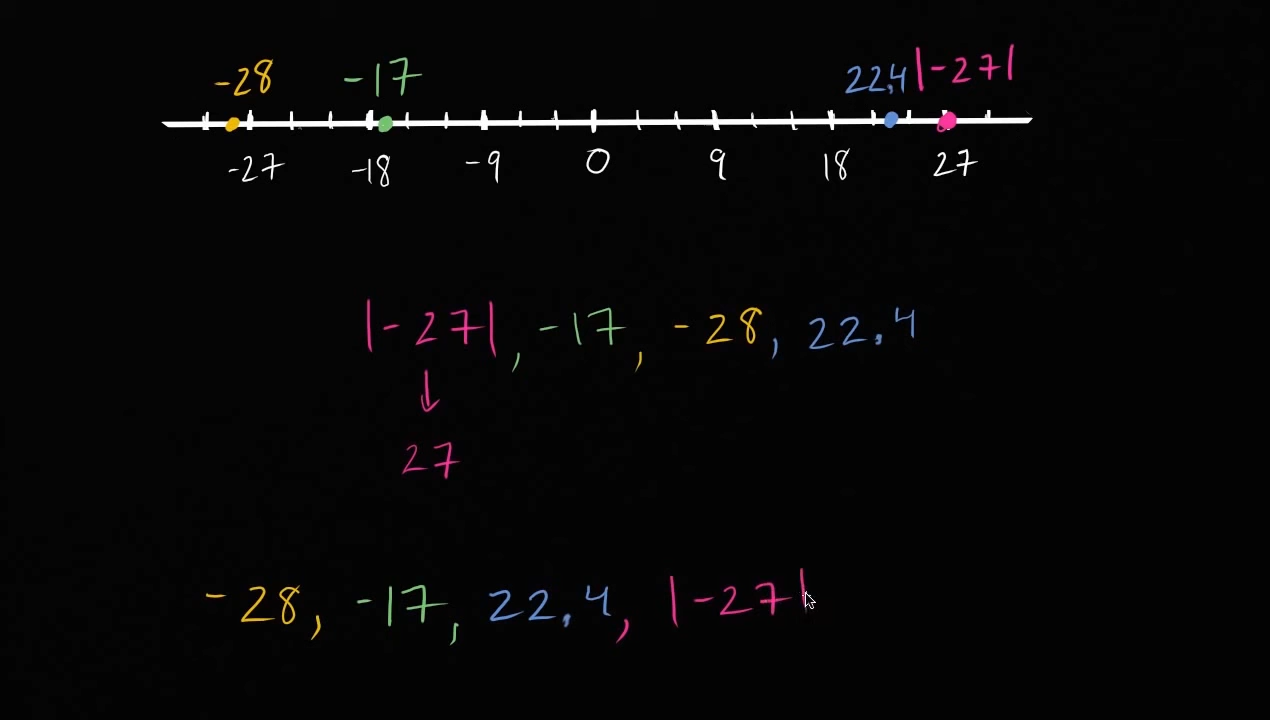 -28 -17 22.4 |-27|
-27 -18 -9 0 9 18 27
|-27|, -17, -28, 22.4
↓
27
-28, -17, 22.4, |-27|